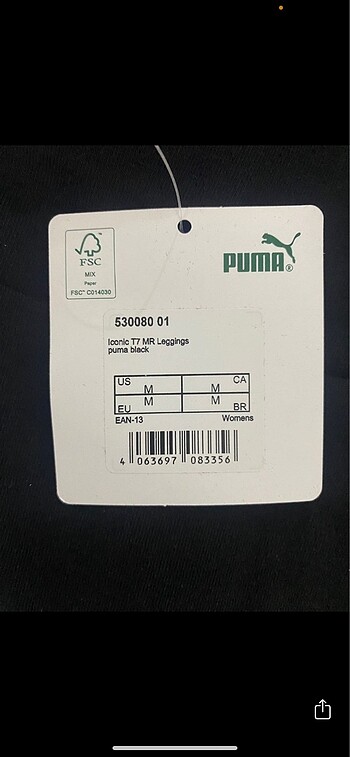 FSC
MIX
Paper
FSC™ C014030
PUMA®
530080 01
Iconic T7 MR Leggings
puma black
US M M CA
EU M M BR
EAN-13 Womens
4 063697 083356